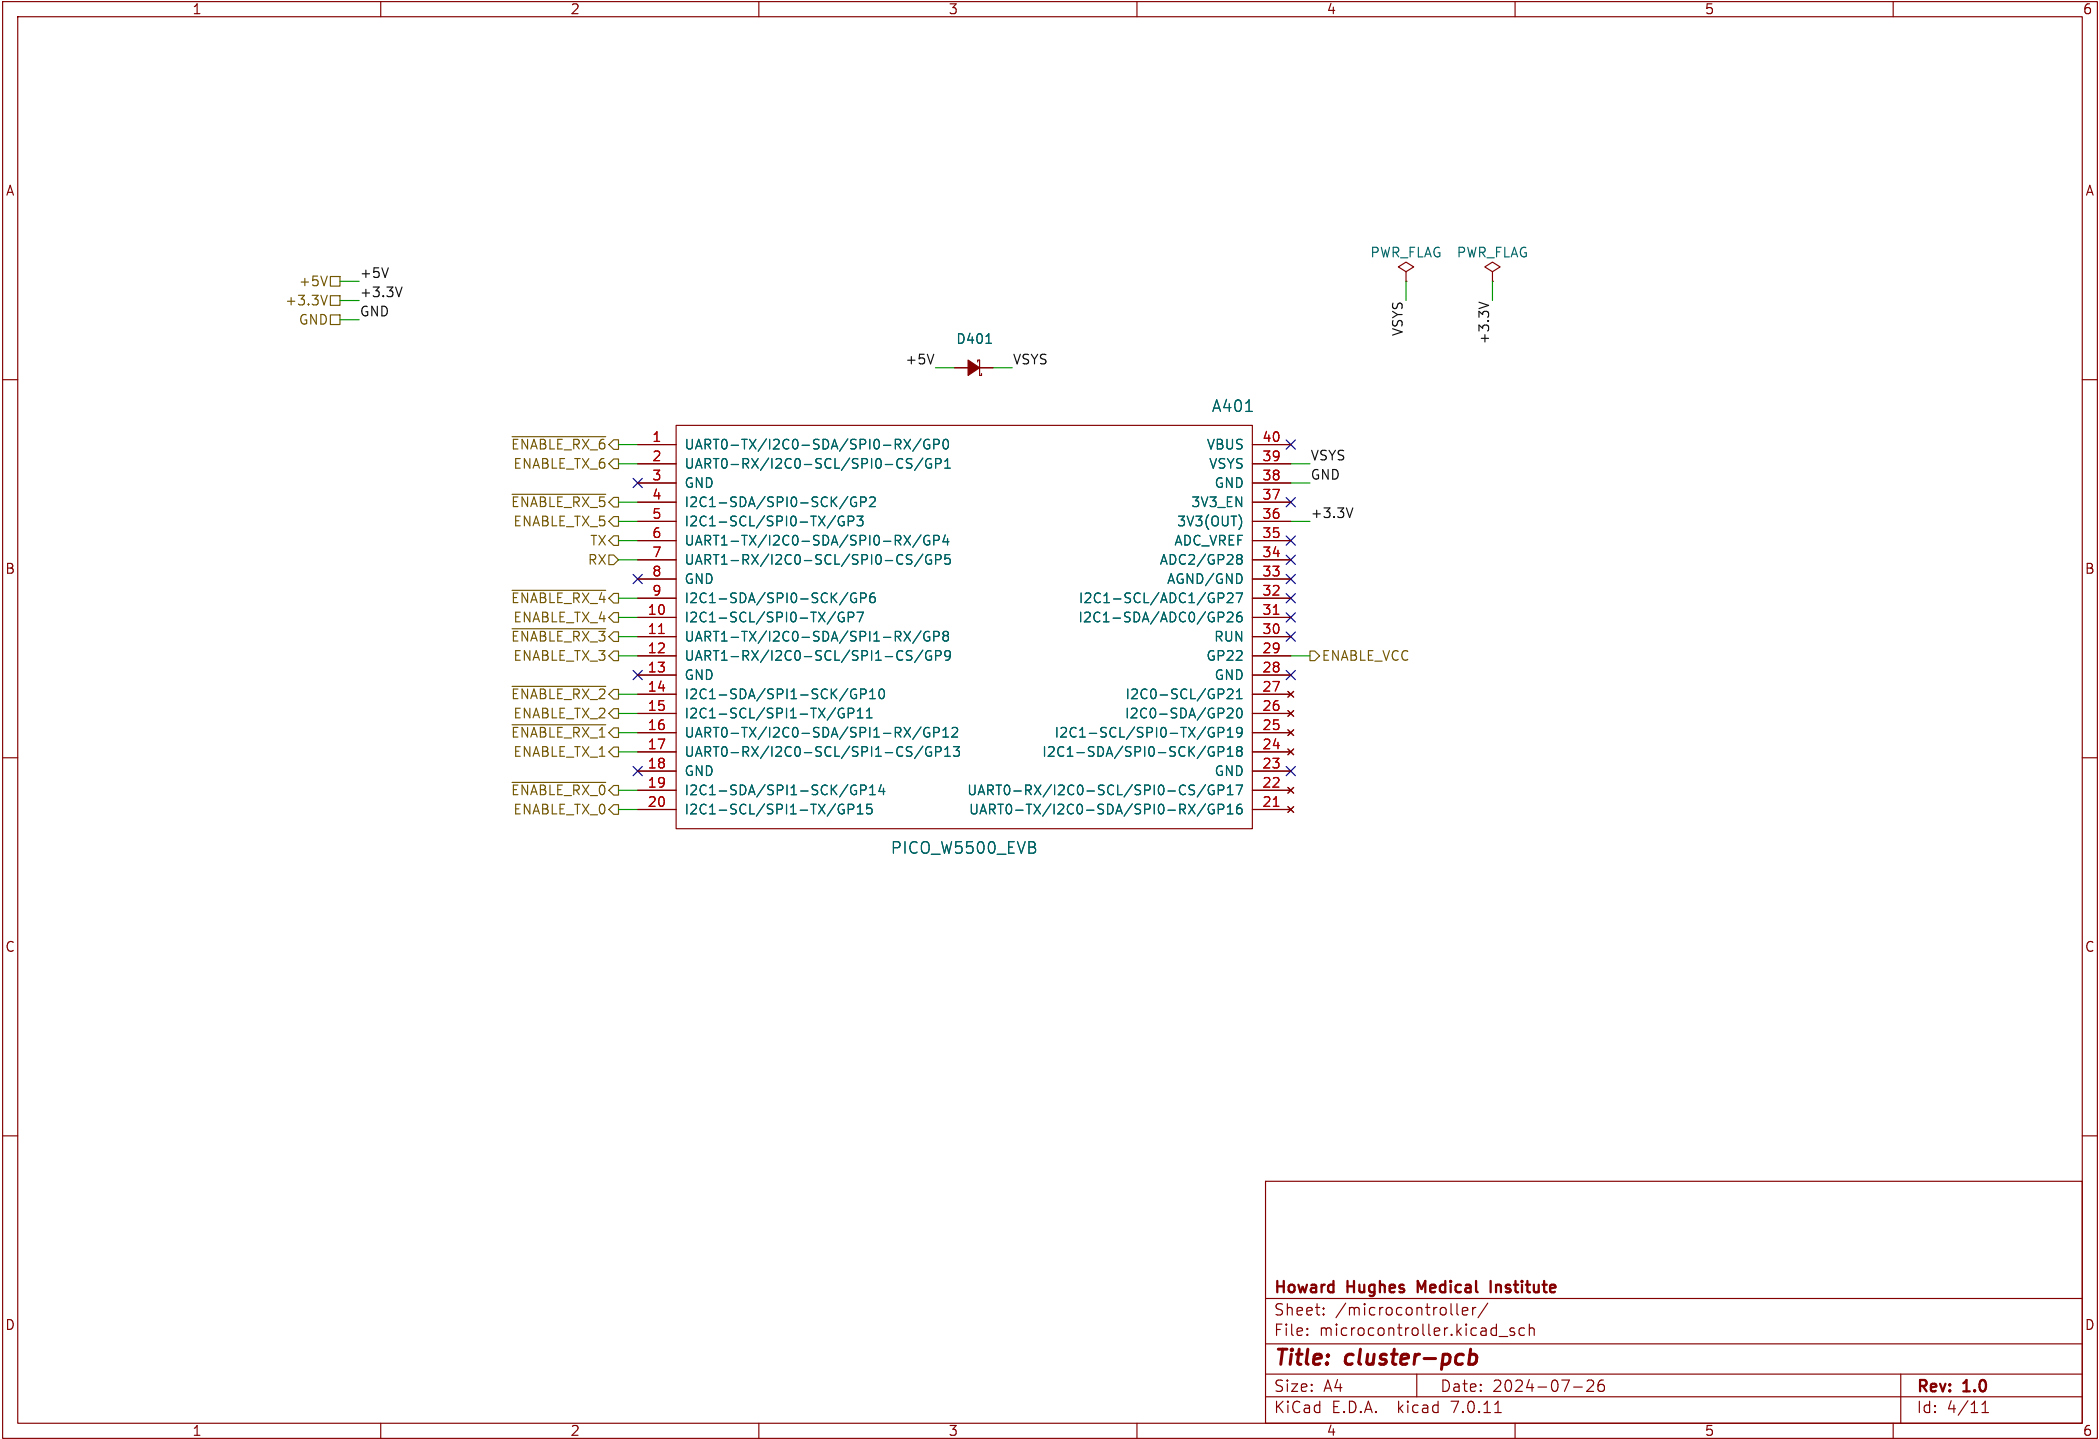 1 2 3 4 5 6
A A
PWR_FLAG PWR_FLAG
+5V +5V
+3.3V +3.3V
GND GND
VSYS +3.3V
D401
+5V VSYS
A401
ENABLE_RX_6 1 UART0-TX/I2C0-SDA/SPI0-RX/GP0 VBUS 40
ENABLE_TX_6 2 UART0-RX/I2C0-SCL/SPI0-CS/GP1 VSYS 39 VSYS
3 GND GND 38 GND
ENABLE_RX_5 4 I2C1-SDA/SPI0-SCK/GP2 3V3_EN 37
ENABLE_TX_5 5 I2C1-SCL/SPI0-TX/GP3 3V3(OUT) 36 +3.3V
TX 6 UART1-TX/I2C0-SDA/SPI0-RX/GP4 ADC_VREF 35
RX 7 UART1-RX/I2C0-SCL/SPI0-CS/GP5 ADC2/GP28 34
B 8 GND AGND/GND 33 B
ENABLE_RX_4 9 I2C1-SDA/SPI0-SCK/GP6 I2C1-SCL/ADC1/GP27 32
ENABLE_TX_4 10 I2C1-SCL/SPI0-TX/GP7 I2C1-SDA/ADC0/GP26 31
ENABLE_RX_3 11 UART1-TX/I2C0-SDA/SPI1-RX/GP8 RUN 30
ENABLE_TX_3 12 UART1-RX/I2C0-SCL/SPI1-CS/GP9 GP22 29 ENABLE_VCC
13 GND GND 28
ENABLE_RX_2 14 I2C1-SDA/SPI1-SCK/GP10 I2C0-SCL/GP21 27
ENABLE_TX_2 15 I2C1-SCL/SPI1-TX/GP11 I2C0-SDA/GP20 26
ENABLE_RX_1 16 UART0-TX/I2C0-SDA/SPI1-RX/GP12 I2C1-SCL/SPI0-TX/GP19 25
ENABLE_TX_1 17 UART0-RX/I2C0-SCL/SPI1-CS/GP13 I2C1-SDA/SPI0-SCK/GP18 24
18 GND GND 23
ENABLE_RX_0 19 I2C1-SDA/SPI1-SCK/GP14 UART0-RX/I2C0-SCL/SPI0-CS/GP17 22
ENABLE_TX_0 20 I2C1-SCL/SPI1-TX/GP15 UART0-TX/I2C0-SDA/SPI0-RX/GP16 21
PICO_W5500_EVB
C C
Howard Hughes Medical Institute
Sheet: /microcontroller/
D D
File: microcontroller.kicad_sch
Title: cluster-pcb
Size: A4 Date: 2024-07-26 Rev: 1.0
KiCad E.D.A. kicad 7.0.11 Id: 4/11
1 2 3 4 5 6